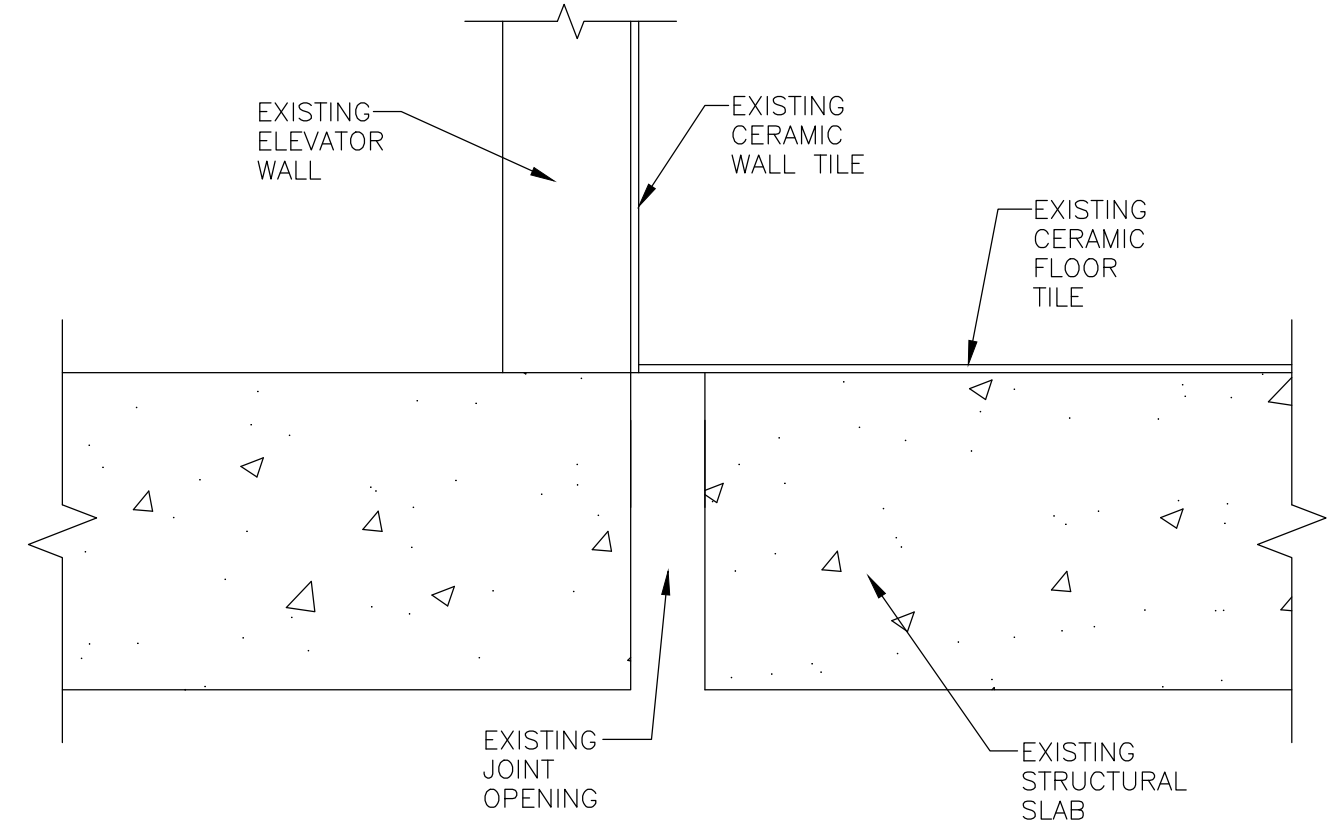 EXISTING
ELEVATOR
WALL
EXISTING
CERAMIC
WALL TILE
EXISTING
CERAMIC
FLOOR
TILE
EXISTING
JOINT
OPENING
EXISTING
STRUCTURAL
SLAB